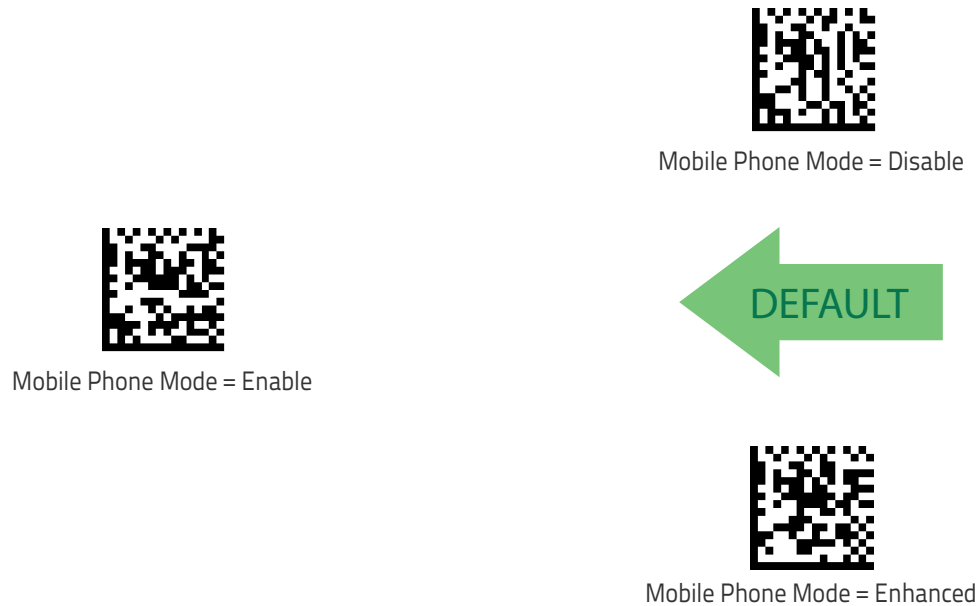 Mobile Phone Mode = Disable
Mobile Phone Mode = Enable
DEFAULT
Mobile Phone Mode = Enhanced